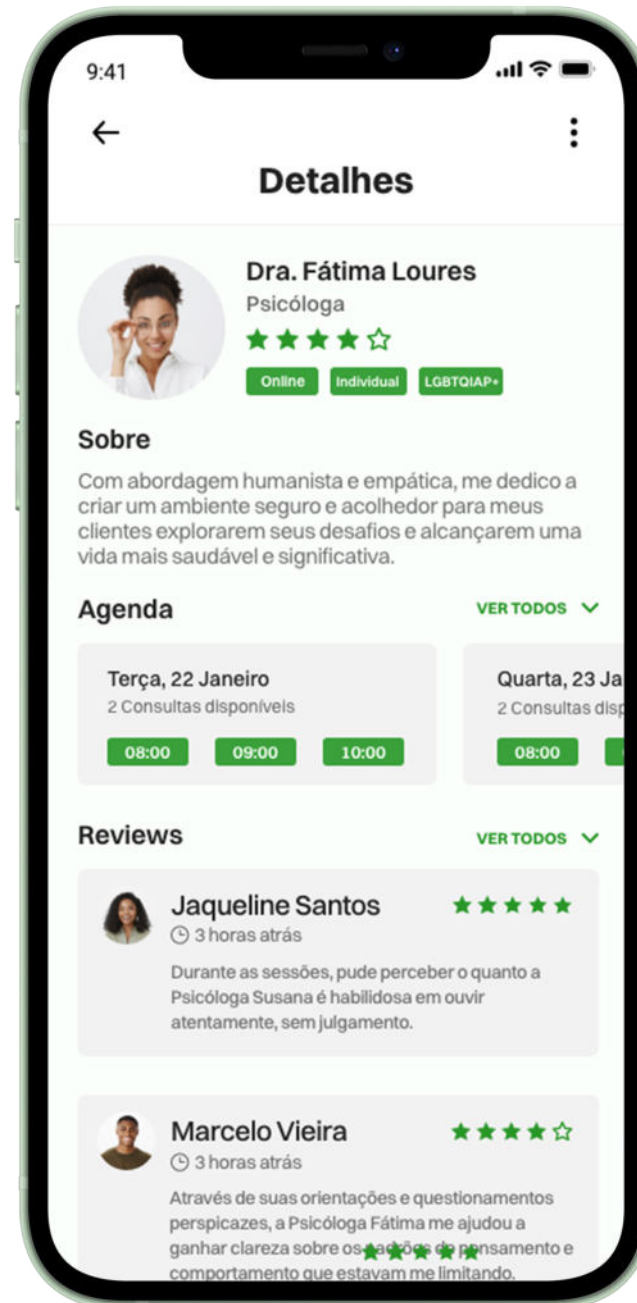 9:41
Detalhes
Dra. Fátima Loures
Psicóloga
Online Individual LGBTQIAP+
Sobre
Com abordagem humanista e empática, me dedico a
criar um ambiente seguro e acolhedor para meus
clientes explorarem seus desafios e alcançarem uma
vida mais saudável e significativa.
Agenda VER TODOS
Terça, 22 Janeiro
2 Consultas disponíveis
08:00 09:00 10:00
Quarta, 23 Ja
2 Consultas disp
08:00
Reviews VER TODOS
Jaqueline Santos
3 horas atrás
Durante as sessões, pude perceber o quanto a
Psicóloga Susana é habilidosa em ouvir
atentamente, sem julgamento.
Marcelo Vieira
3 horas atrás
Através de suas orientações e questionamentos
perspicazes, a Psicóloga Fátima me ajudou a
ganhar clareza sobre os padrões de pensamento e
comportamento que estavam me limitando.